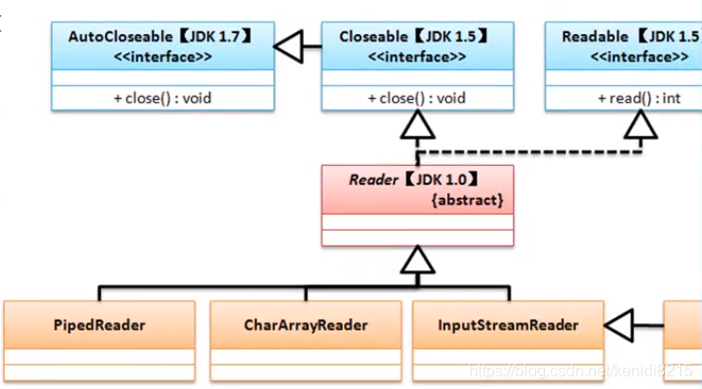 AutoCloseable【JDK 1.7】
<<interface>>
+ close() : void
Closeable【JDK 1.5】
<<interface>>
+ close() : void
Readable【JDK 1.5
<<interface>>
+ read() : int
Reader【JDK 1.0】
{abstract}
PipedReader
CharArrayReader
InputStreamReader
https://blog.csdn.net/kenidi8215